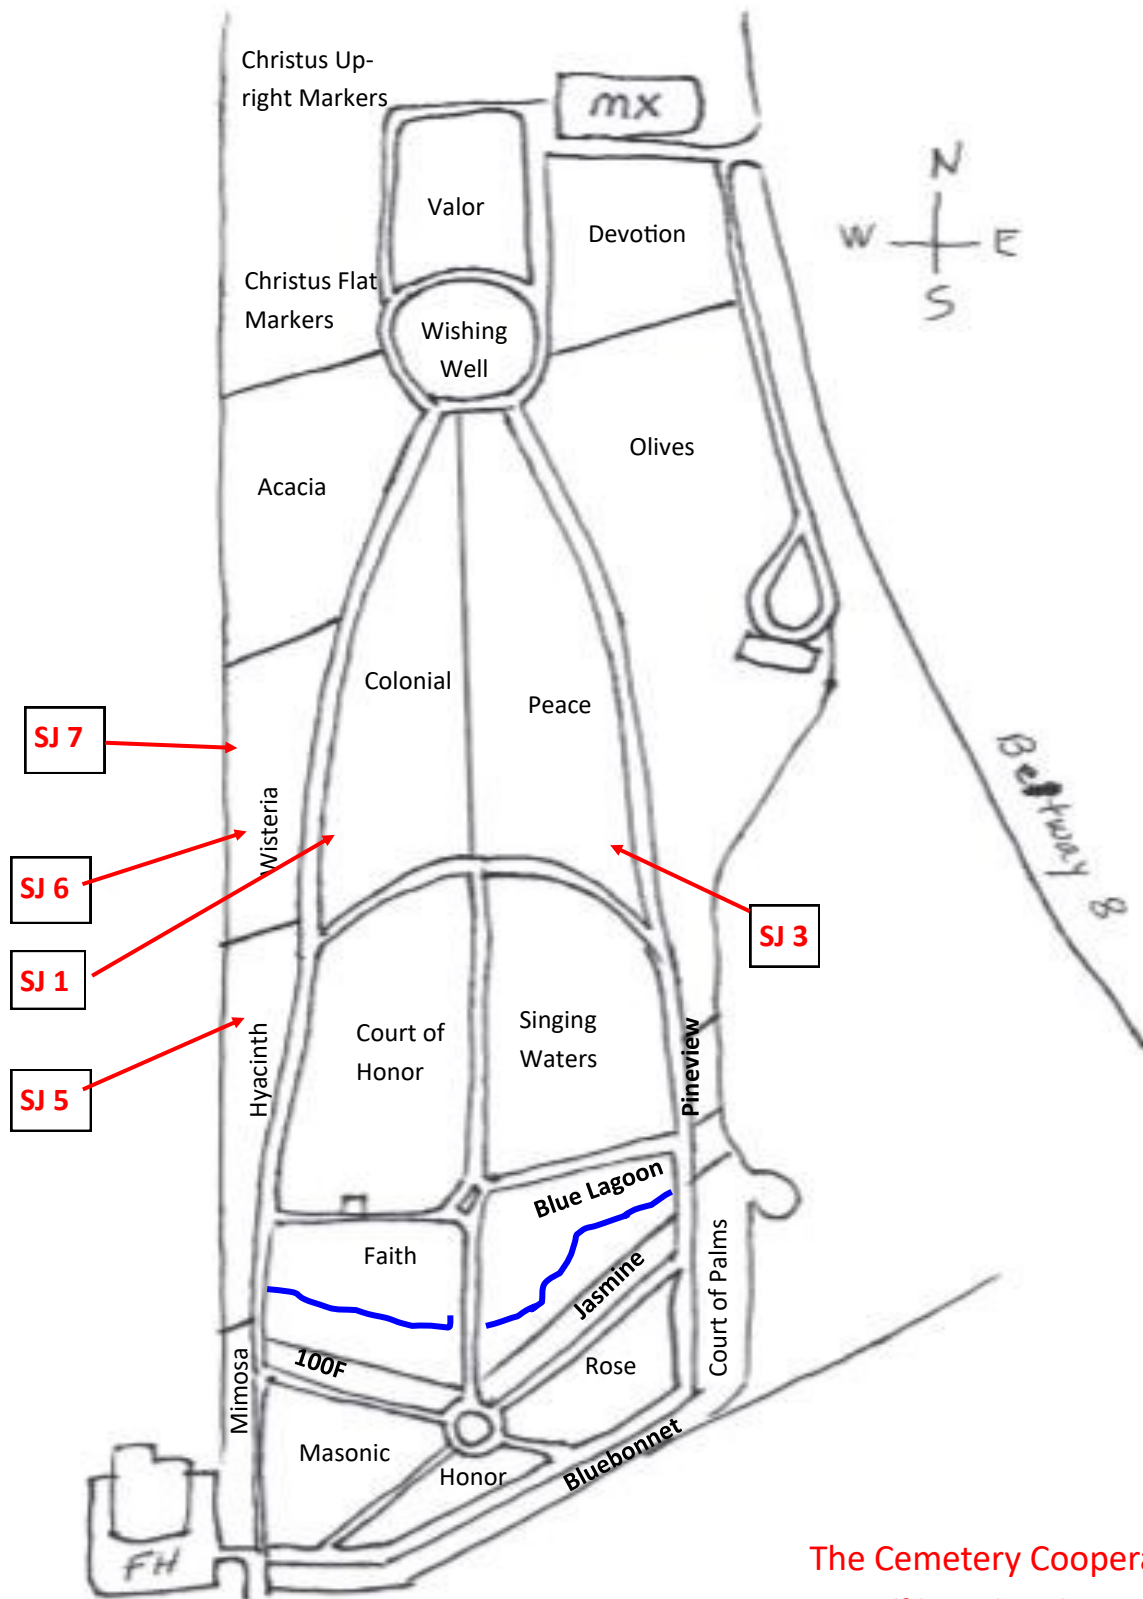 Christus Up-
right Markers
mx
Valor
Devotion
N
W
E
S
Christus Flat
Markers
Wishing
Well
Olives
Acacia
Colonial
Peace
SJ 7
Wisteria
SJ 6
SJ 3
SJ 1
Beltway 8
Court of
Honor
Singing
Waters
Pineview
Hyacinth
SJ 5
Blue Lagoon
Faith
Jasmine
Court of Palms
100F
Rose
Mimosa
Masonic
Honor
Bluebonnet
FH
The Cemetery